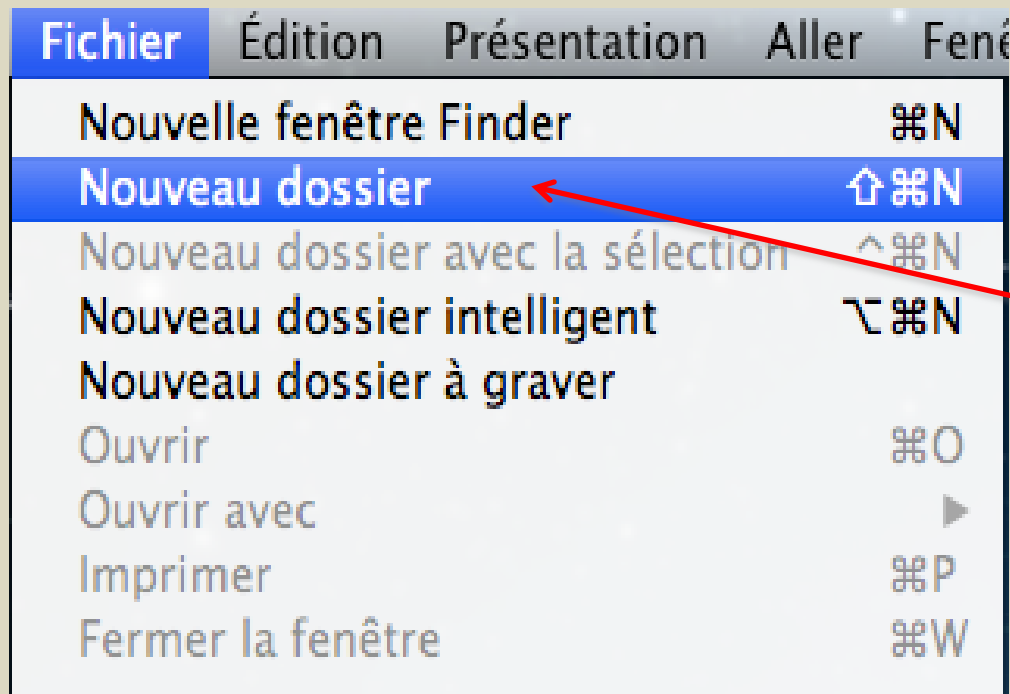 Fichier Édition Présentation Aller Fenê
Nouvelle fenêtre Finder ⌘N
Nouveau dossier ⇧⌘N
Nouveau dossier avec la sélection ^⌘N
Nouveau dossier intelligent ⌥⌘N
Nouveau dossier à graver
Ouvrir ⌘O
Ouvrir avec ▶
Imprimer ⌘P
Fermer la fenêtre ⌘W